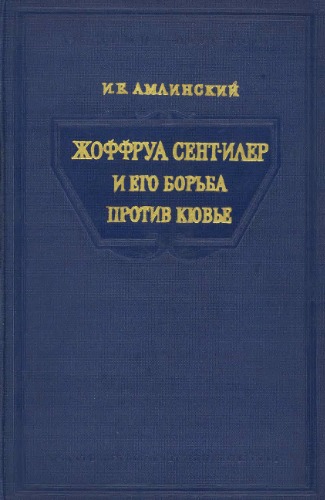 И.Е. АМЛИНСКИЙ
ЖОФФРУА СЕНТ-ИЛЕР
И ЕГО БОРЬБА
ПРОТИВ КЮВЬЕ